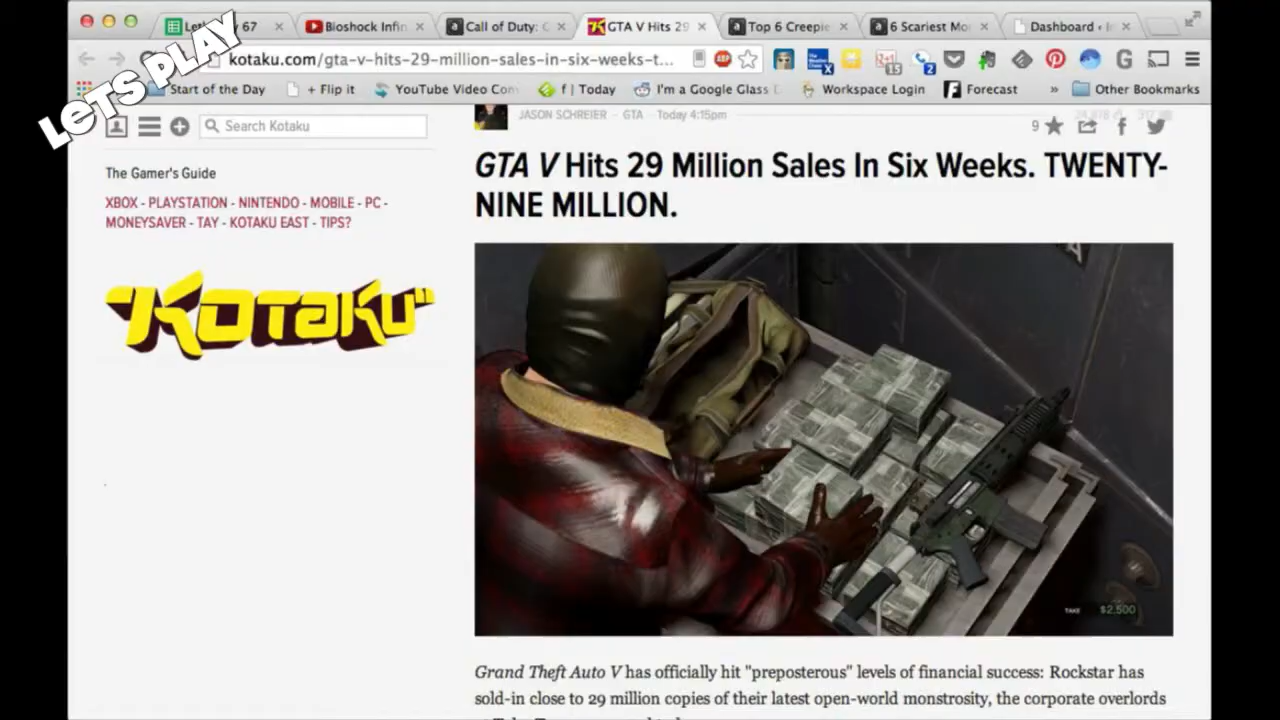 LETS PLAY
Let's 67
Bioshock Infin
Call of Duty: G
GTA V Hits 29
Top 6 Creepie
6 Scariest Mo
Dashboard ‹ I
kotaku.com/gta-v-hits-29-million-sales-in-six-weeks-t...
Start of the Day
+ Flip it
YouTube Video Con
f | Today
I'm a Google Glass
Workspace Login
Forecast
»
Other Bookmarks
Search Kotaku
JASON SCHREIER – GTA – Today 4:15pm
9
The Gamer's Guide
XBOX - PLAYSTATION - NINTENDO - MOBILE - PC -
MONEYSAVER - TAY - KOTAKU EAST - TIPS?
"KOTAKU"
GTA V Hits 29 Million Sales In Six Weeks. TWENTY-
NINE MILLION.
TAKE $2,500
Grand Theft Auto V has officially hit "preposterous" levels of financial success: Rockstar has
sold-in close to 29 million copies of their latest open-world monstrosity, the corporate overlords